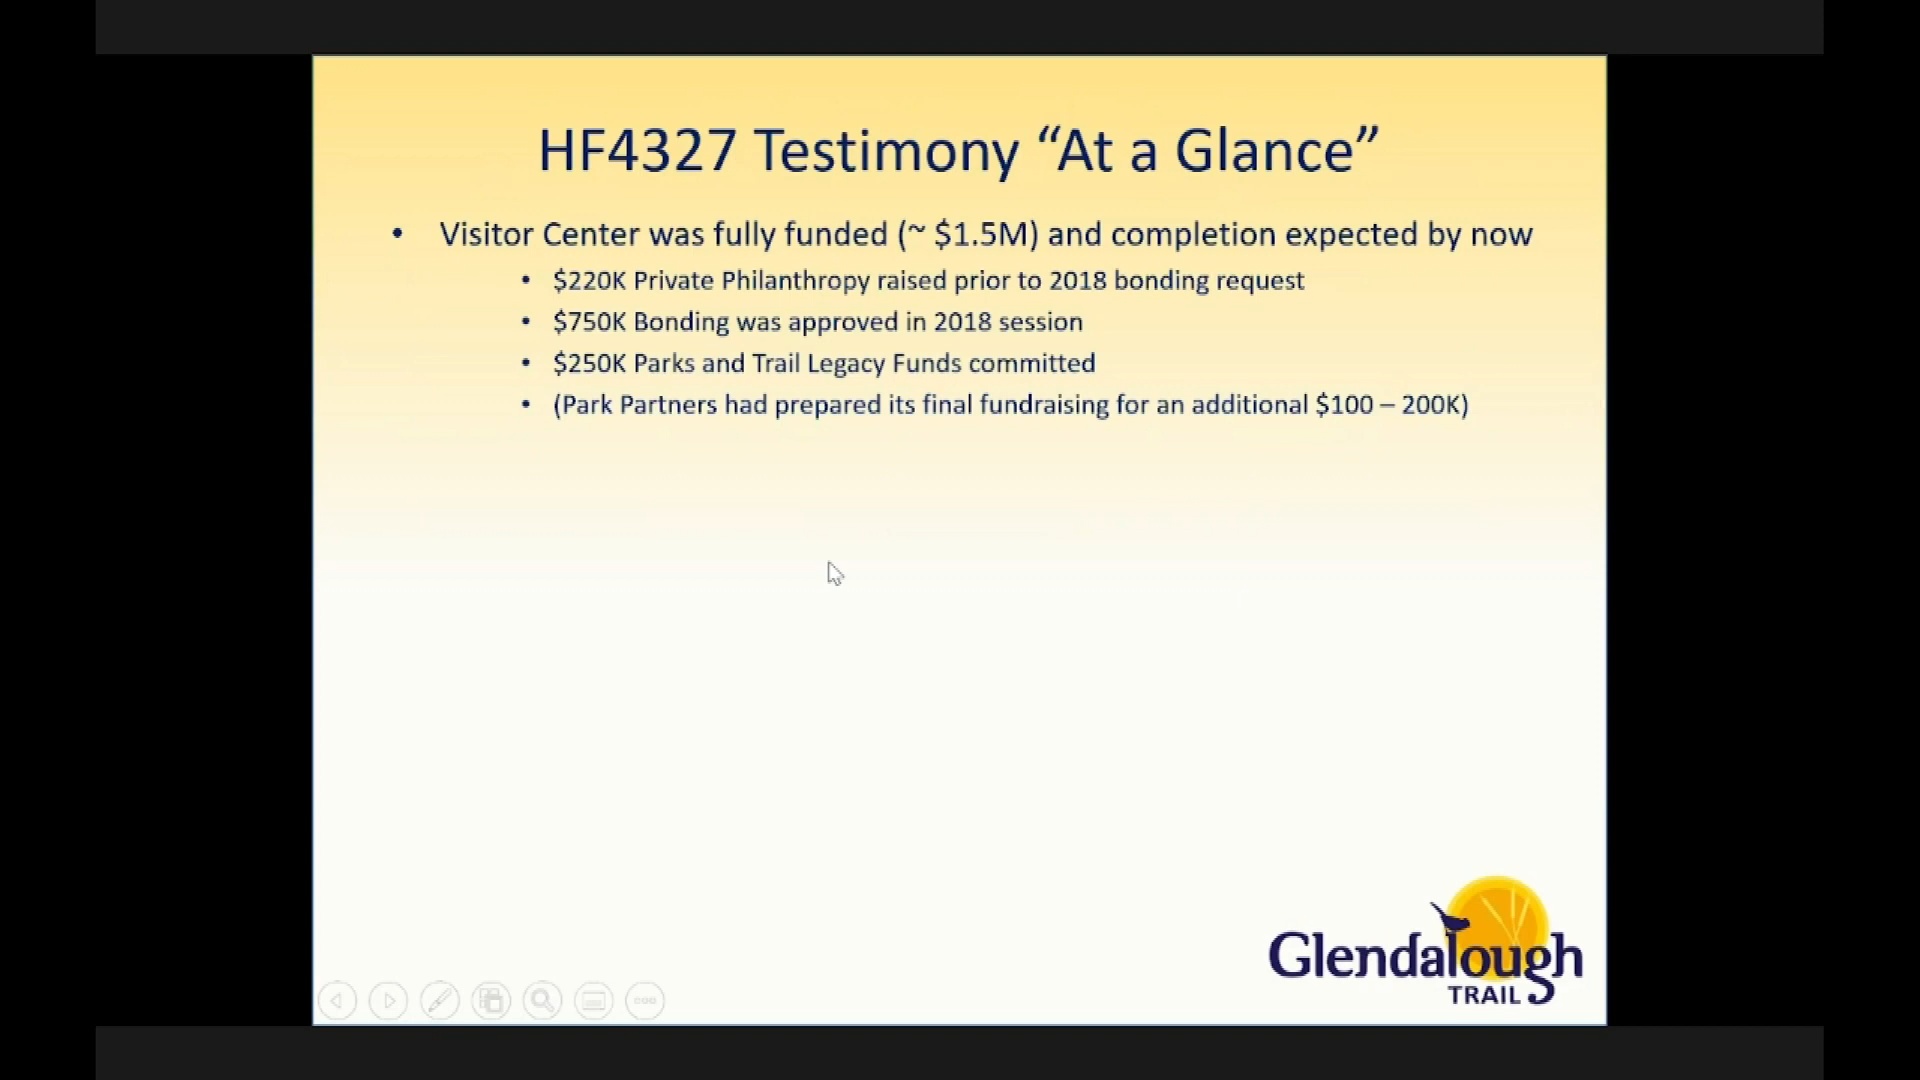 HF4327 Testimony “At a Glance”
• Visitor Center was fully funded (~ $1.5M) and completion expected by now
• $220K Private Philanthropy raised prior to 2018 bonding request
• $750K Bonding was approved in 2018 session
• $250K Parks and Trail Legacy Funds committed
• (Park Partners had prepared its final fundraising for an additional $100 – 200K)
Glendalough
TRAIL